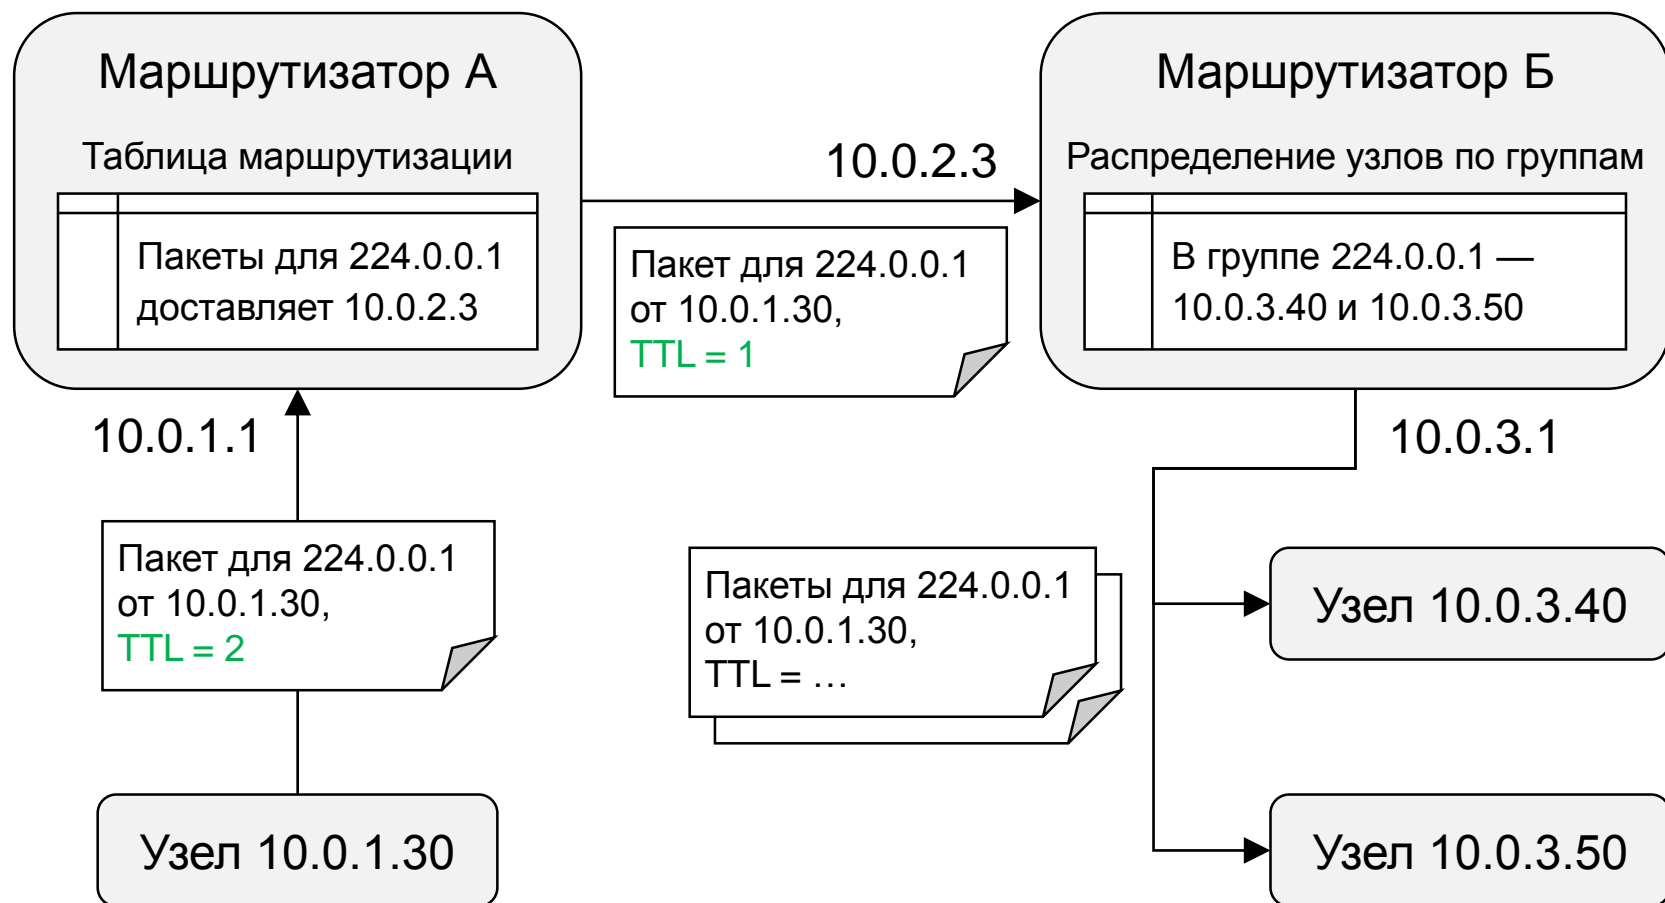 Маршрутизатор А
Таблица маршрутизации
Пакеты для 224.0.0.1
доставляет 10.0.2.3
10.0.2.3
Пакет для 224.0.0.1
от 10.0.1.30,
TTL = 1
Маршрутизатор Б
Распределение узлов по группам
В группе 224.0.0.1 —
10.0.3.40 и 10.0.3.50
10.0.1.1
10.0.3.1
Пакет для 224.0.0.1
от 10.0.1.30,
TTL = 2
Пакеты для 224.0.0.1
от 10.0.1.30,
TTL = …
Узел 10.0.3.40
Узел 10.0.1.30
Узел 10.0.3.50